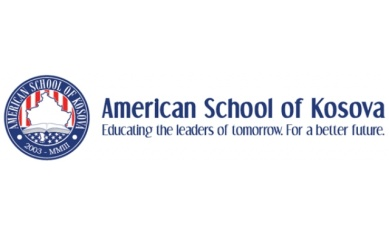 AMERICAN SCHOOL OF KOSOVA
2003 - MMIII
American School of Kosova
Educating the leaders of tomorrow. For a better future.